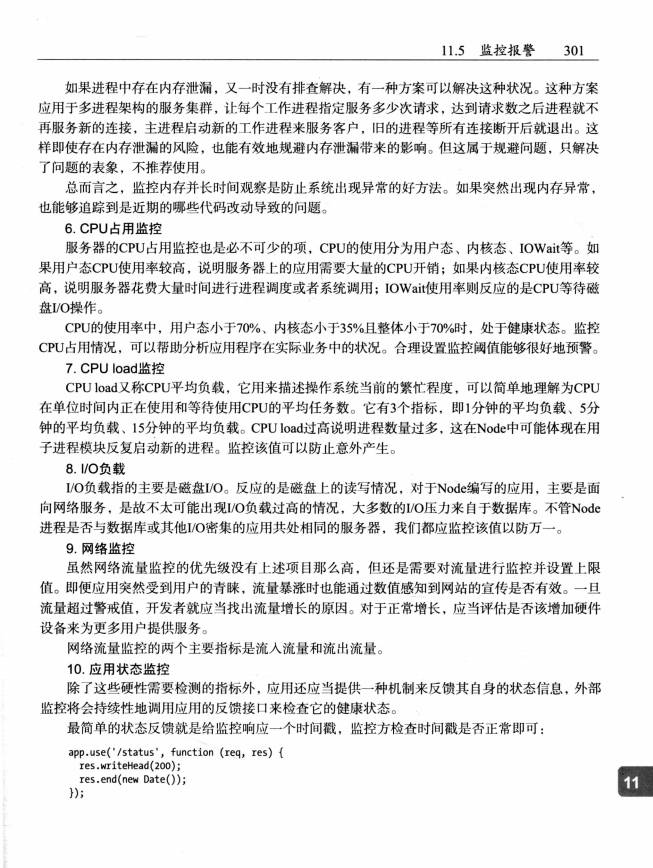 11.5 监控报警 301
如果进程中存在内存泄漏，又一时没有排查解决，有一种方案可以解决这种状况。这种方案
应用于多进程架构的服务集群，让每个工作进程指定服务多少次请求，达到请求数之后进程就不
再服务新的连接，主进程启动新的工作进程来服务客户，旧的进程等所有连接断开后就退出。这
样即使存在内存泄漏的风险，也能有效地规避内存泄漏带来的影响。但这属于规避问题，只解决
了问题的表象，不推荐使用。
总而言之，监控内存并长时间观察是防止系统出现异常的好方法。如果突然出现内存异常，
也能够追踪到是近期的哪些代码改动导致的问题。
6. CPU占用监控
服务器的CPU占用监控也是必不可少的项，CPU的使用分为用户态、内核态、IOWait等。如
果用户态CPU使用率较高，说明服务器上的应用需要大量的CPU开销；如果内核态CPU使用率较
高，说明服务器花费大量时间进行进程调度或者系统调用；IOWait使用率则反应的是CPU等待磁
盘I/O操作。
CPU的使用率中，用户态小于70%、内核态小于35%且整体小于70%时，处于健康状态。监控
CPU占用情况，可以帮助分析应用程序在实际业务中的状况。合理设置监控阈值能够很好地预警。
7. CPU load监控
CPU load又称CPU平均负载，它用来描述操作系统当前的繁忙程度，可以简单地理解为CPU
在单位时间内正在使用和等待使用CPU的平均任务数。它有3个指标，即1分钟的平均负载、5分
钟的平均负载、15分钟的平均负载。CPU load过高说明进程数量过多，这在Node中可能体现在用
子进程模块反复启动新的进程。监控该值可以防止意外产生。
8. I/O负载
I/O负载指的主要是磁盘I/O。反应的是磁盘上的读写情况，对于Node编写的应用，主要是面
向网络服务，是故不太可能出现I/O负载过高的情况，大多数的I/O压力来自于数据库。不管Node
进程是否与数据库或其他I/O密集的应用共处相同的服务器，我们都应监控该值以防万一。
9. 网络监控
虽然网络流量监控的优先级没有上述项目那么高，但还是需要对流量进行监控并设置上限
值。即便应用突然受到用户的青睐，流量暴涨时也能通过数值感知到网站的宣传是否有效。一旦
流量超过警戒值，开发者就应当找出流量增长的原因。对于正常增长，应当评估是否该增加硬件
设备来为更多用户提供服务。
网络流量监控的两个主要指标是流入流量和流出流量。
10. 应用状态监控
除了这些硬性需要检测的指标外，应用还应当提供一种机制来反馈其自身的状态信息，外部
监控将会持续性地调用应用的反馈接口来检查它的健康状态。
最简单的状态反馈就是给监控响应一个时间戳，监控方检查时间戳是否正常即可：
app.use('/status', function (req, res) {
res.writeHead(200);
res.end(new Date());
});
11